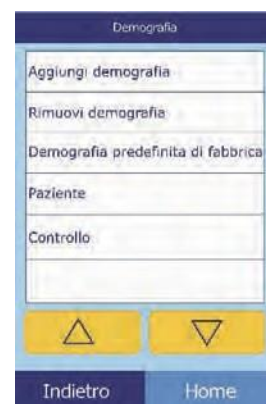 Demografia
Aggiungi demografia
Rimuovi demografia
Demografia predefinita di fabbrica
Paziente
Controllo
Indietro
Home